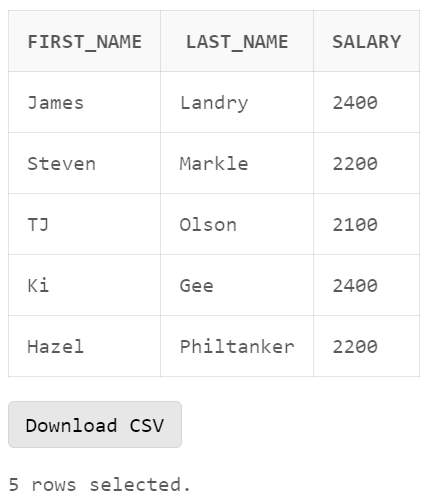 FIRST_NAME LAST_NAME SALARY
James Landry 2400
Steven Markle 2200
TJ Olson 2100
Ki Gee 2400
Hazel Philtanker 2200
Download CSV
5 rows selected.